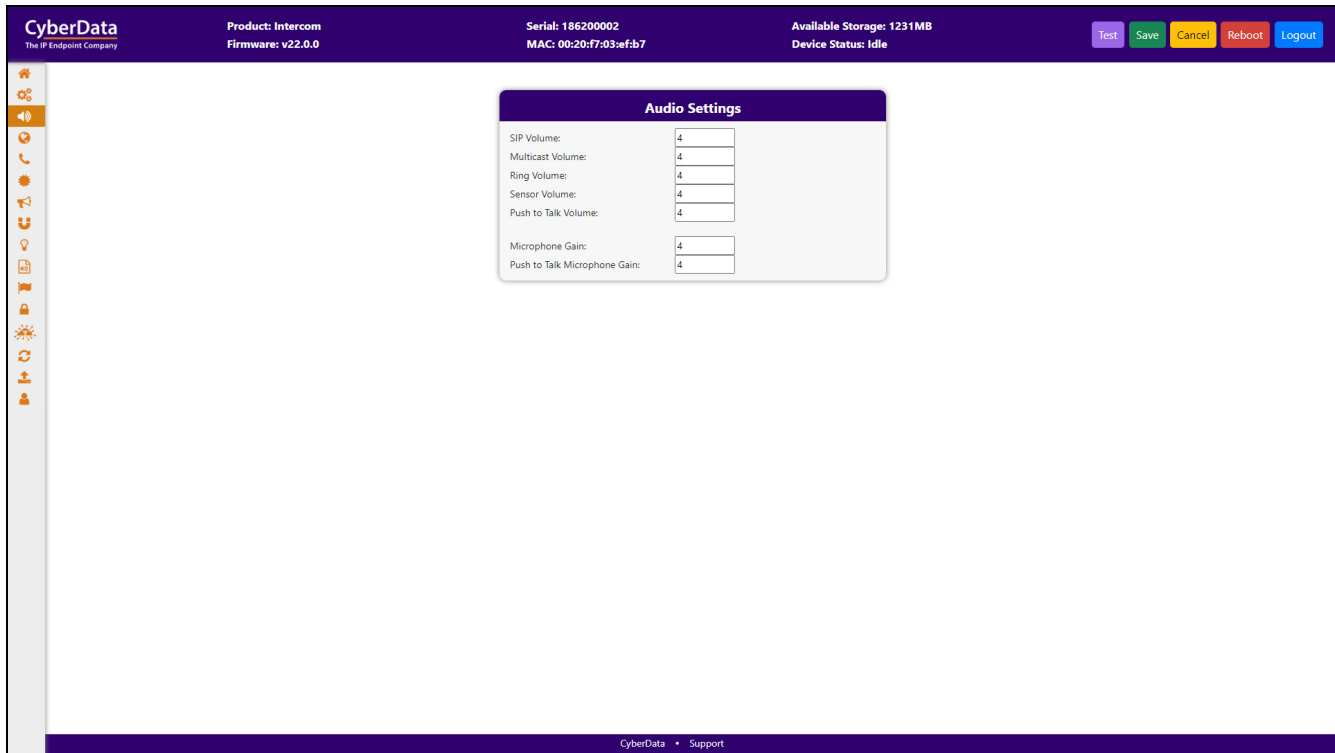 CyberData
The IP Endpoint Company
Product: Intercom
Firmware: v22.0.0
Serial: 186200002
MAC: 00:20:f7:03:ef:b7
Available Storage: 1231MB
Device Status: Idle
Test Save Cancel Reboot Logout
Audio Settings
SIP Volume: 4
Multicast Volume: 4
Ring Volume: 4
Sensor Volume: 4
Push to Talk Volume: 4
Microphone Gain: 4
Push to Talk Microphone Gain: 4
CyberData • Support